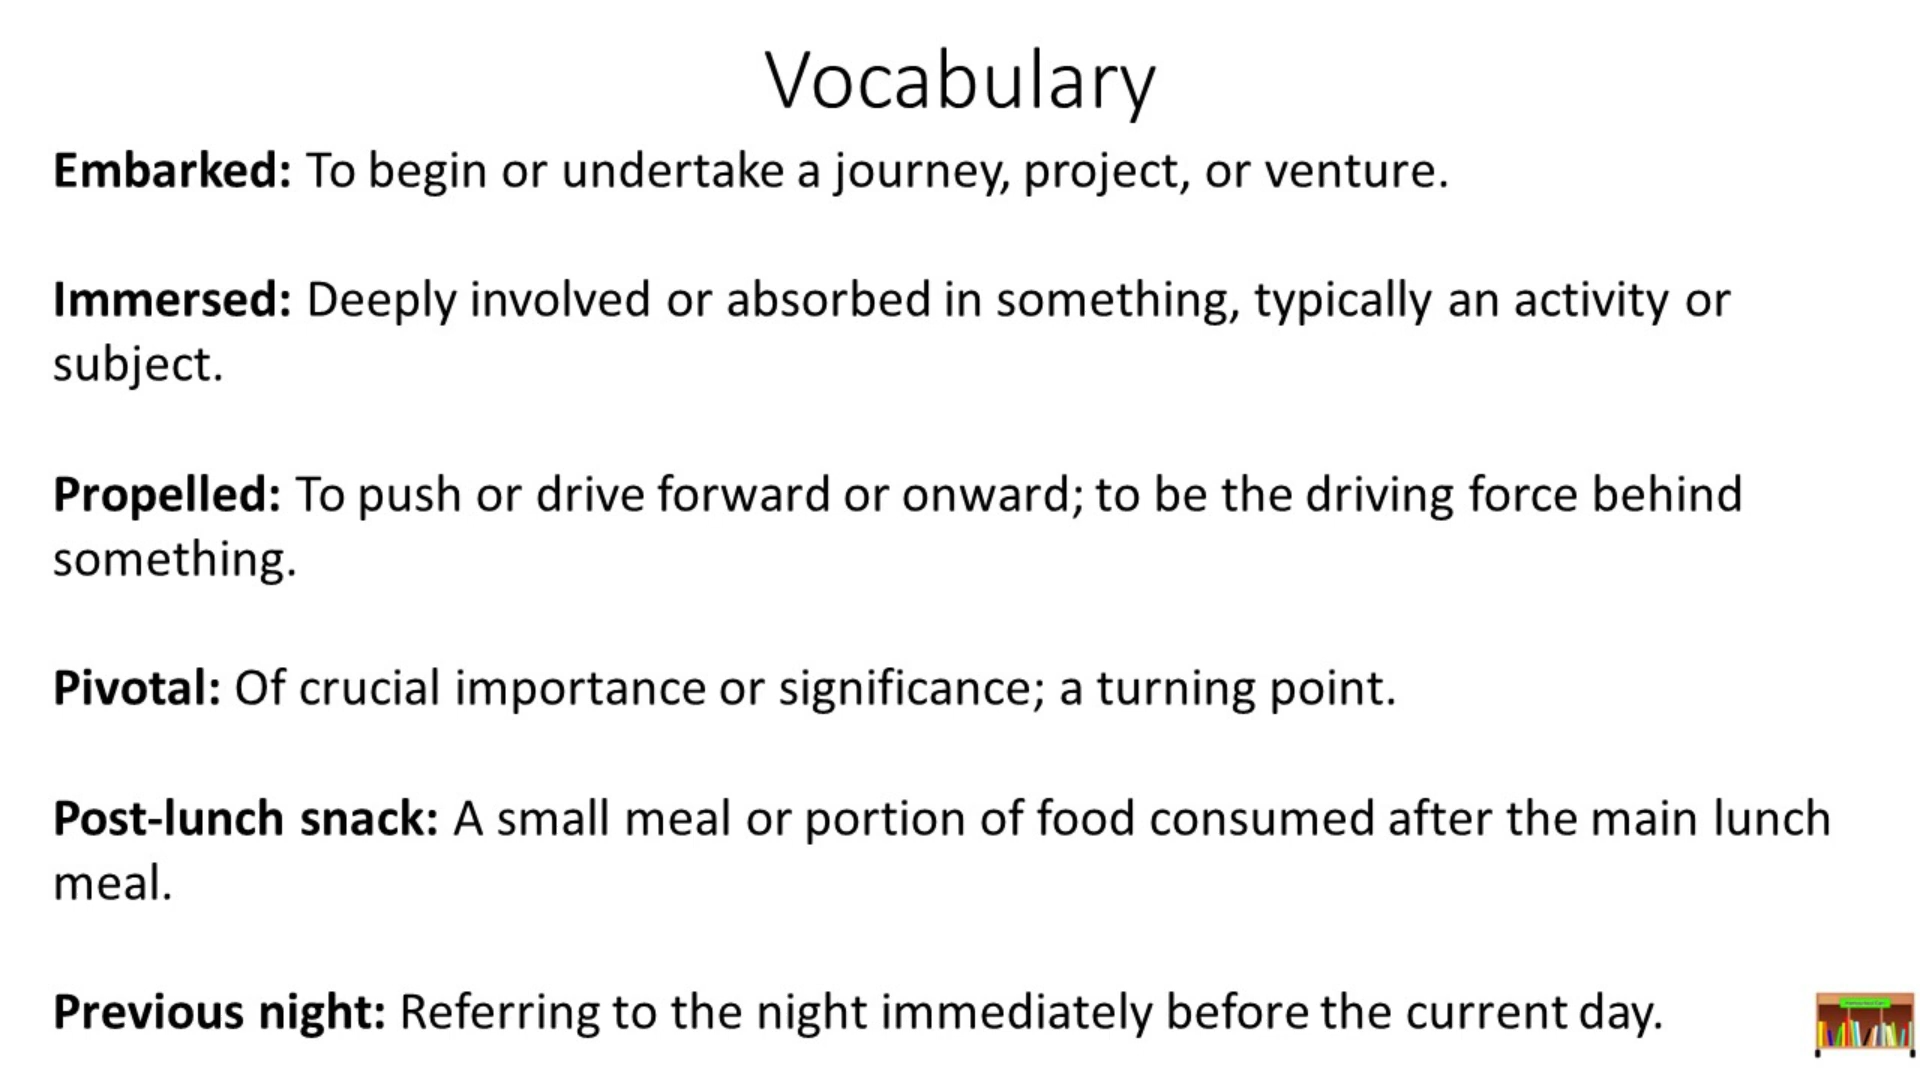 Vocabulary
Embarked: To begin or undertake a journey, project, or venture.
Immersed: Deeply involved or absorbed in something, typically an activity or
subject.
Propelled: To push or drive forward or onward; to be the driving force behind
something.
Pivotal: Of crucial importance or significance; a turning point.
Post-lunch snack: A small meal or portion of food consumed after the main lunch
meal.
Previous night: Referring to the night immediately before the current day.